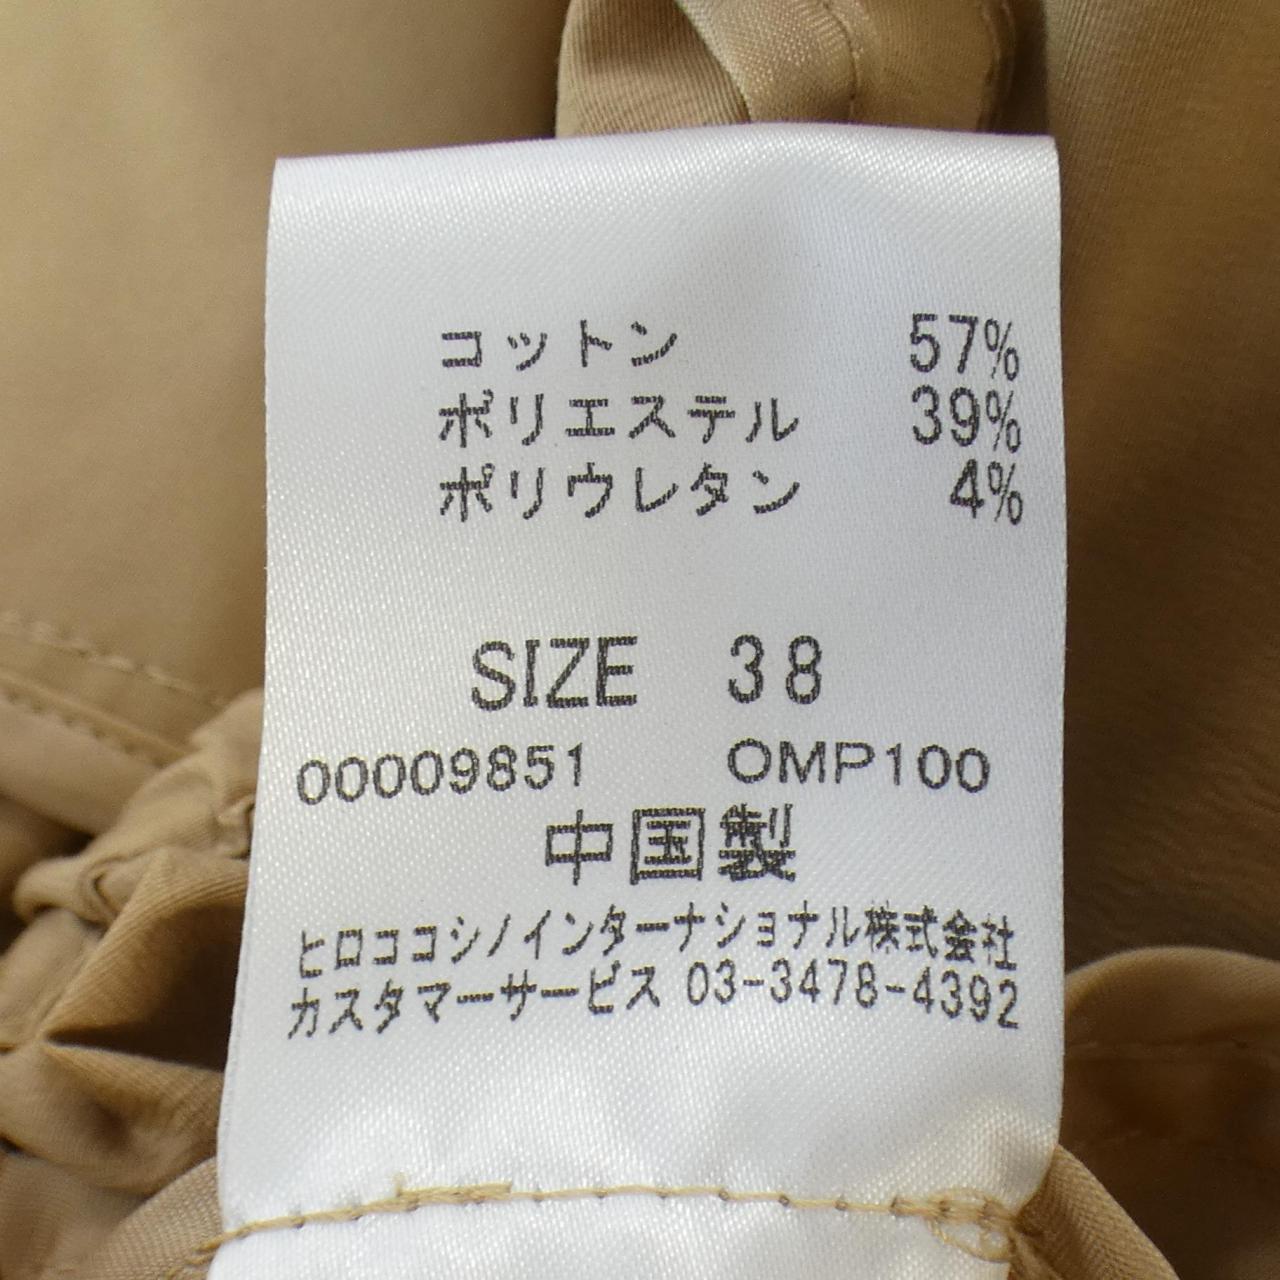 コットン 57%
ポリエステル 39%
ポリウレタン 4%
SIZE 38
00009851 OMP100
中国製
ヒロココシノインターナショナル株式会社
カスタマーサービス 03-3478-4392